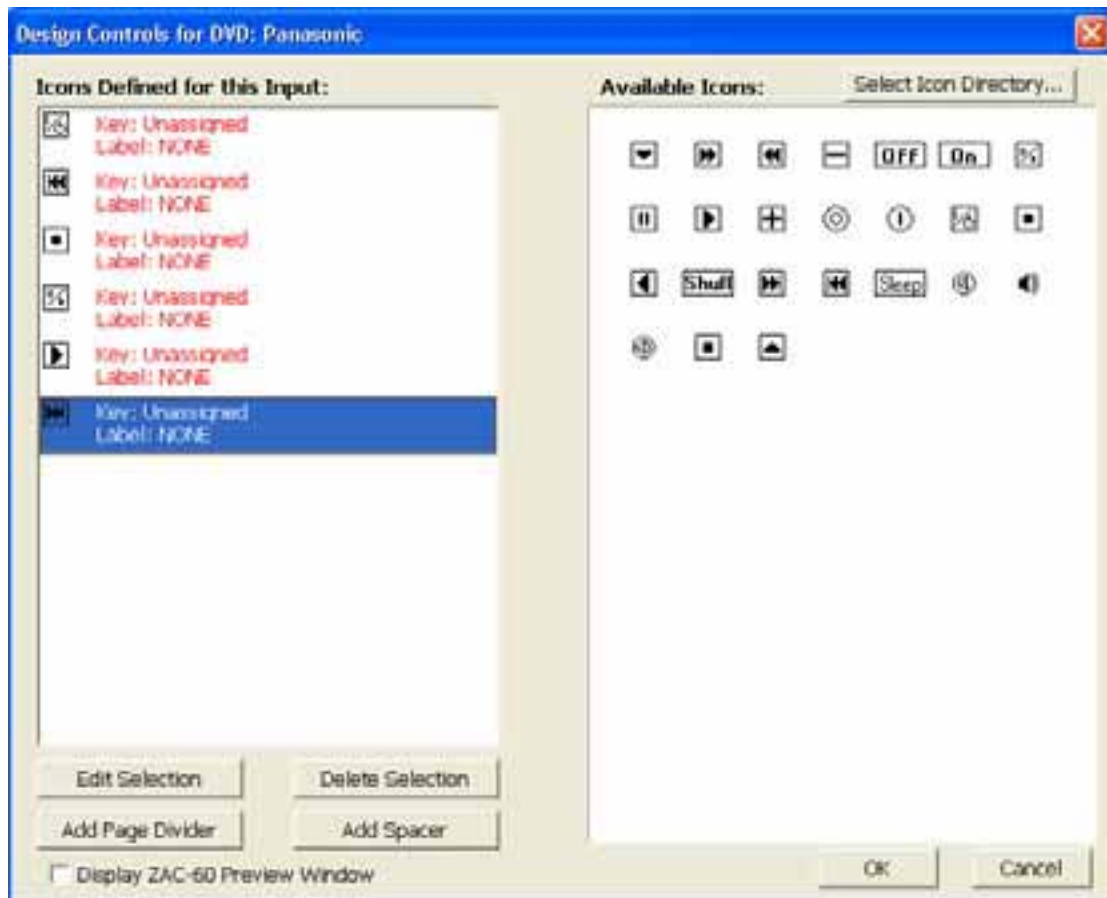 Design Controls for DVD: Panasonic
Icons Defined for this Input:
Key: Unassigned
Label: NONE
Key: Unassigned
Label: NONE
Key: Unassigned
Label: NONE
Key: Unassigned
Label: NONE
Key: Unassigned
Label: NONE
Key: Unassigned
Label: NONE
Edit Selection
Delete Selection
Add Page Divider
Add Spacer
Display ZAC-60 Preview Window
Available Icons:
Select Icon Directory...
OFF
On
Shuff
Sleep
OK
Cancel